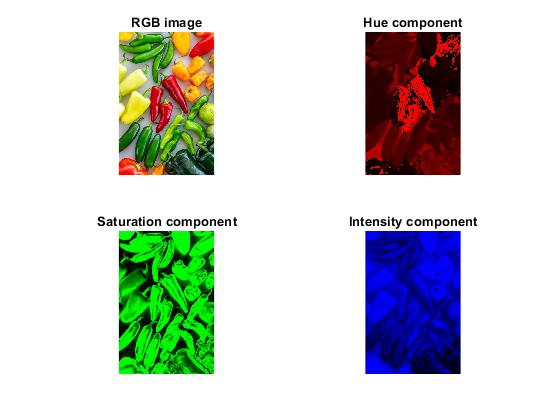 RGB image
Hue component
Saturation component
Intensity component